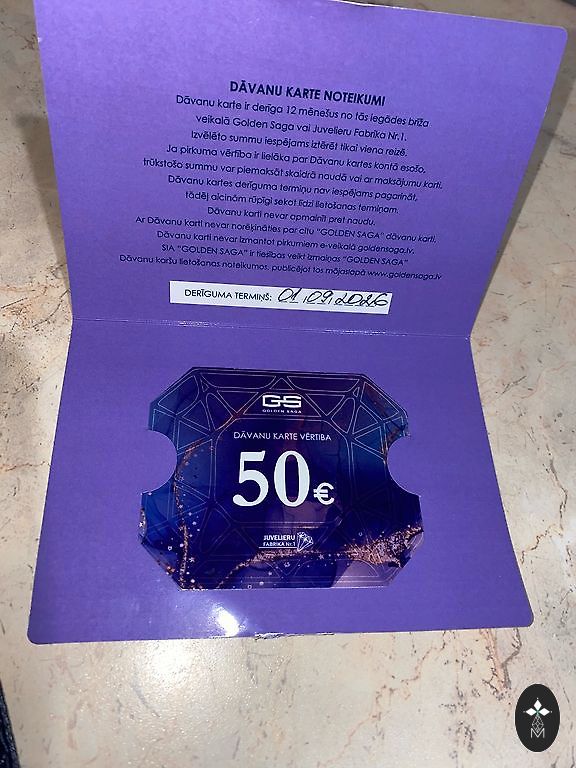 DĀVANU KARTE NOTEIKUMI
Dāvanu karte ir derīga 12 mēnešus no tās iegādes brīža
veikalā Golden Saga vai Juvelieru Fabrika Nr.1.
Izvēlēto summu iespējams iztērēt tikai viena reizē.
Ja pirkuma vērtība ir lielāka par Dāvanu kartes kontā esošo,
trūkstošo summu var piemaksāt skaidrā naudā vai ar maksājumu karti.
Dāvanu kartes derīguma termiņu nav iespējams pagarināt,
tādēļ aicinām rūpīgi sekot līdzi lietošanas termiņam.
Dāvanu karti nevar apmainīt pret naudu.
Ar Dāvanu karti nevar norēķināties par citu "GOLDEN SAGA" dāvanu karti.
Dāvanu karti nevar izmantot pirkumiem e-veikalā goldensaga.lv.
SIA "GOLDEN SAGA" ir tiesības veikt izmaiņas "GOLDEN SAGA"
Dāvanu karšu lietošanas noteikumos, publicējot tos mājaslapā www.goldensaga.lv
DERĪGUMA TERMIŅŠ: 01.09.2026
GS
GOLDEN SAGA
DĀVANU KARTE VĒRTĪBA
50€
JUVELIERU
FABRIKA Nr.1
M